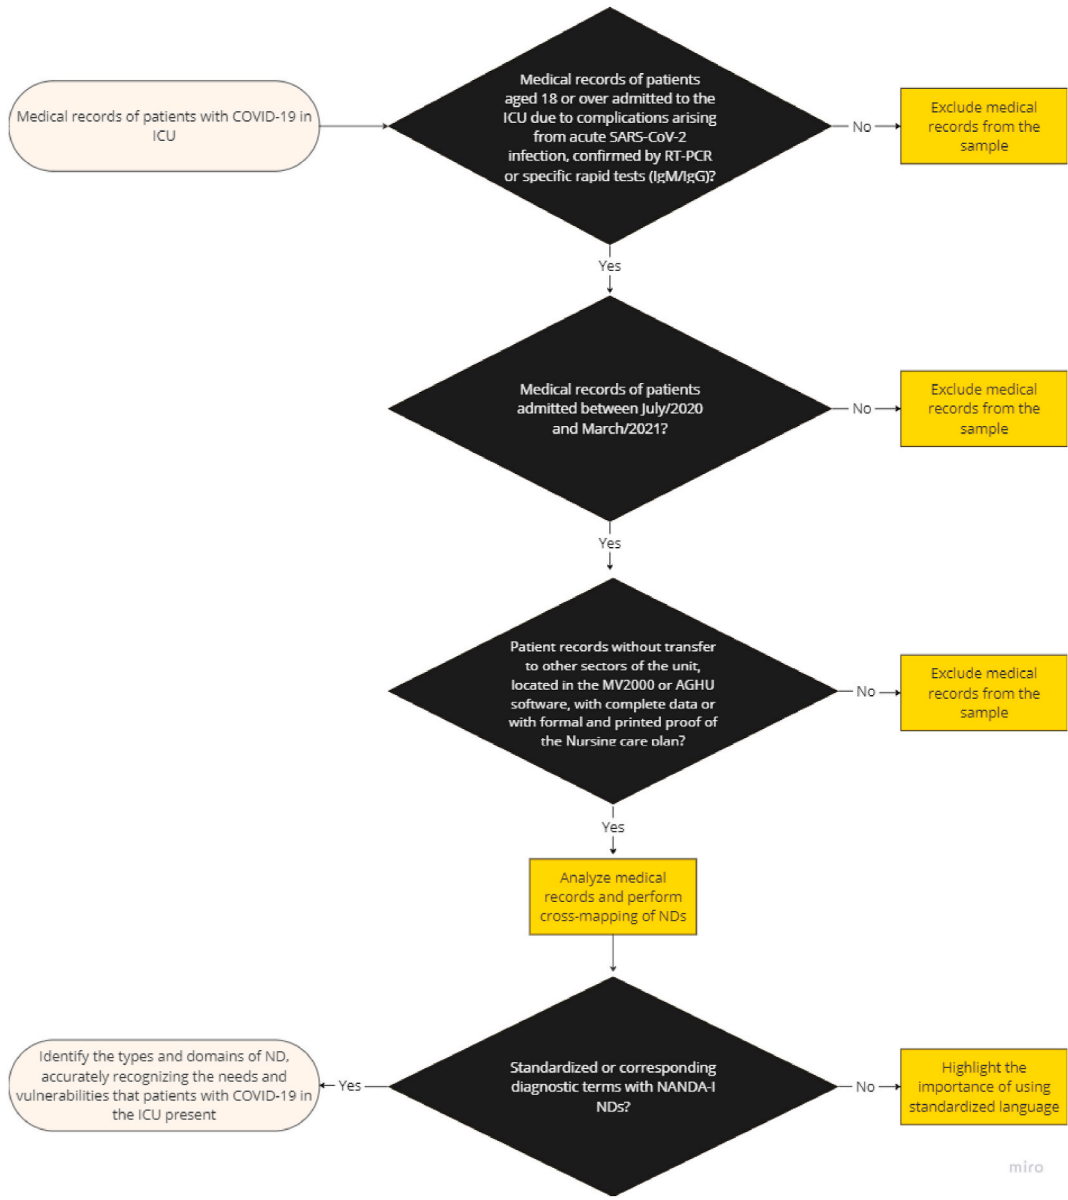 Medical records of patients with COVID-19 in
ICU
Medical records of patients
aged 18 or over admitted to the
ICU due to complications arising
from acute SARS-CoV-2
infection, confirmed by RT-PCR
or specific rapid tests (IgM/IgG)?
No
Exclude medical
records from the
sample
Yes
Medical records of patients
admitted between July/2020
and March/2021?
No
Exclude medical
records from the
sample
Yes
Patient records without transfer
to other sectors of the unit,
located in the MV2000 or AGHU
software, with complete data or
with formal and printed proof of
the Nursing care plan?
No
Exclude medical
records from the
sample
Yes
Analyze medical
records and perform
cross-mapping of NDs
Standardized or corresponding
diagnostic terms with NANDA-I
NDs?
Yes
Identify the types and domains of ND,
accurately recognizing the needs and
vulnerabilities that patients with COVID-19 in
the ICU present
No
Highlight the
importance of using
standardized language
miro